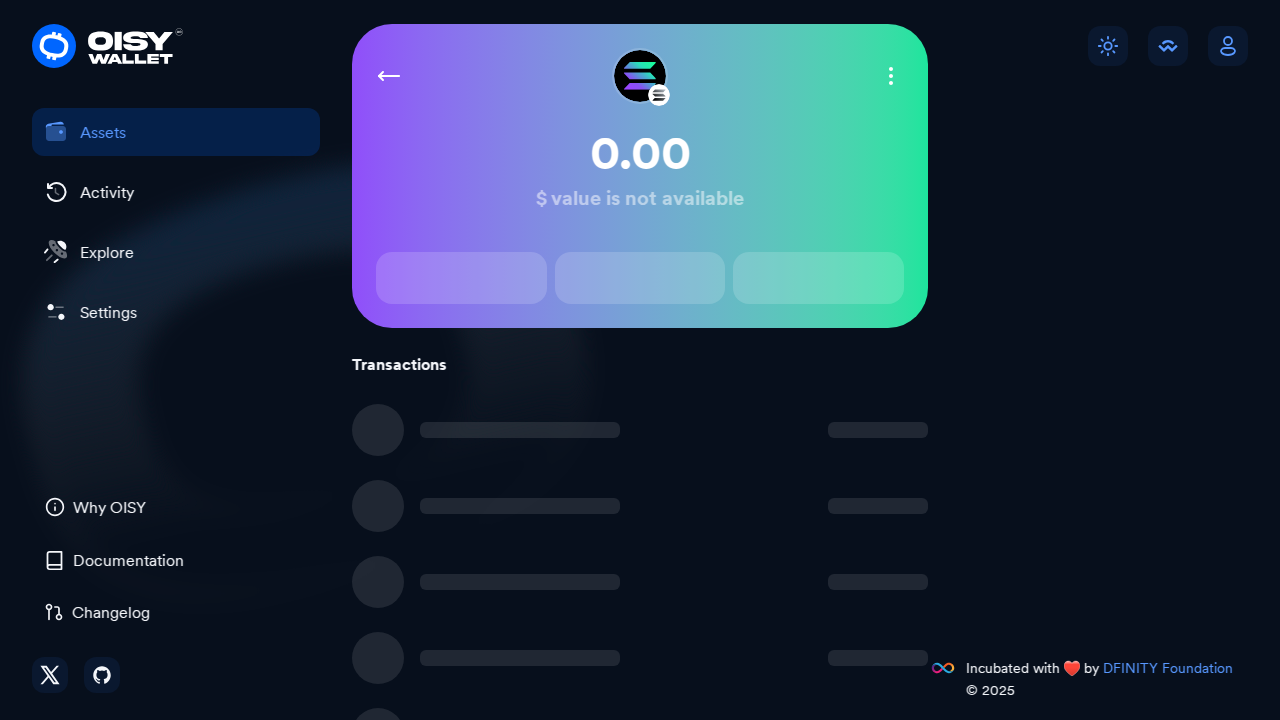 OISY
WALLET
Assets
Activity
Explore
Settings
Why OISY
Documentation
Changelog
0.00
$ value is not available
Transactions
Incubated with ❤️ by DFINITY Foundation
© 2025